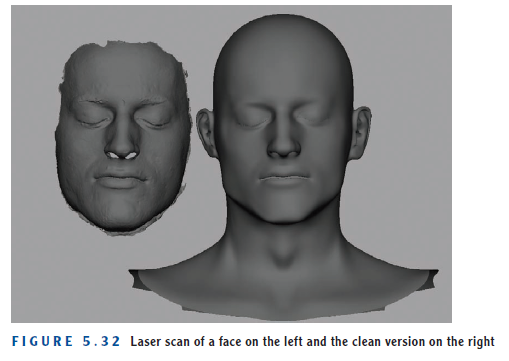 FIGURE 5.32 Laser scan of a face on the left and the clean version on the right